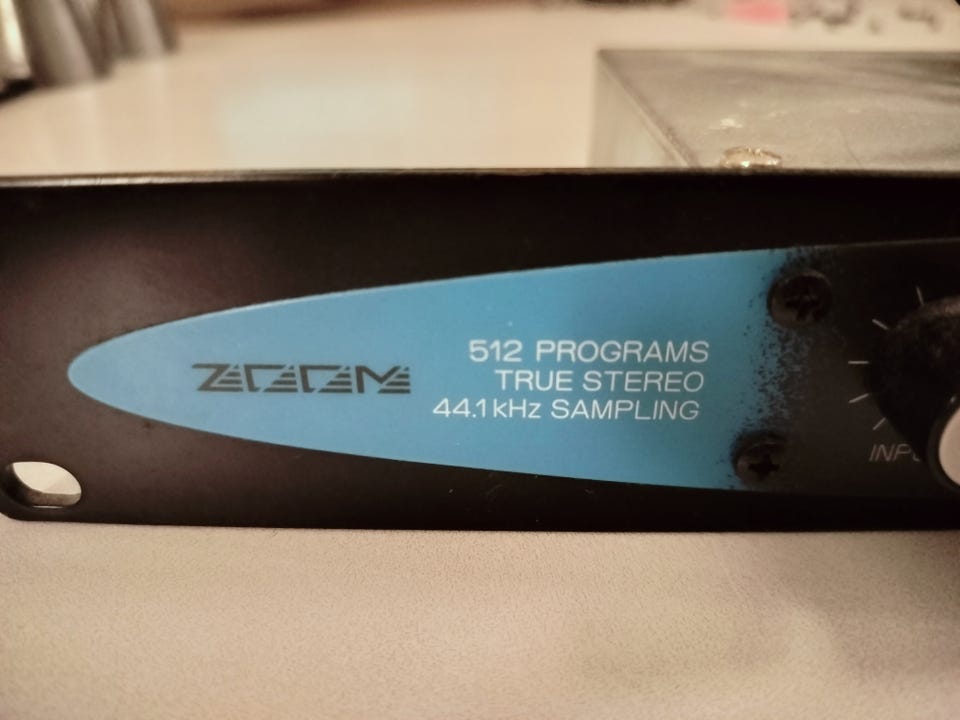 ZOOM
512 PROGRAMS
TRUE STEREO
44.1kHz SAMPLING